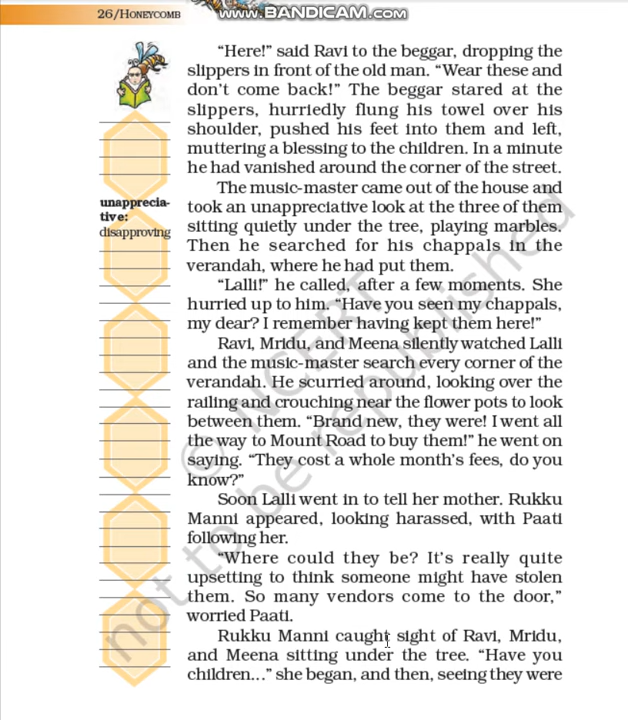 26/HONEYCOMB
www.BANDICAM.com
"Here!" said Ravi to the beggar, dropping the
slippers in front of the old man. "Wear these and
don't come back!" The beggar stared at the
slippers, hurriedly flung his towel over his
shoulder, pushed his feet into them and left,
muttering a blessing to the children. In a minute
he had vanished around the corner of the street.
The music-master came out of the house and
took an unappreciative look at the three of them
sitting quietly under the tree, playing marbles.
Then he searched for his chappals in the
verandah, where he had put them.
unapprecia-
tive:
disapproving
"Lalli!" he called, after a few moments. She
hurried up to him. "Have you seen my chappals,
my dear? I remember having kept them here!"
Ravi, Mridu, and Meena silently watched Lalli
and the music-master search every corner of the
verandah. He scurried around, looking over the
railing and crouching near the flower pots to look
between them. "Brand new, they were! I went all
the way to Mount Road to buy them!" he went on
saying. "They cost a whole month's fees, do you
know?"
Soon Lalli went in to tell her mother. Rukku
Manni appeared, looking harassed, with Paati
following her.
"Where could they be? It's really quite
upsetting to think someone might have stolen
them. So many vendors come to the door,"
worried Paati.
Rukku Manni caught sight of Ravi, Mridu,
and Meena sitting under the tree. "Have you
children..." she began, and then, seeing they were
© NCERT
not to be republished